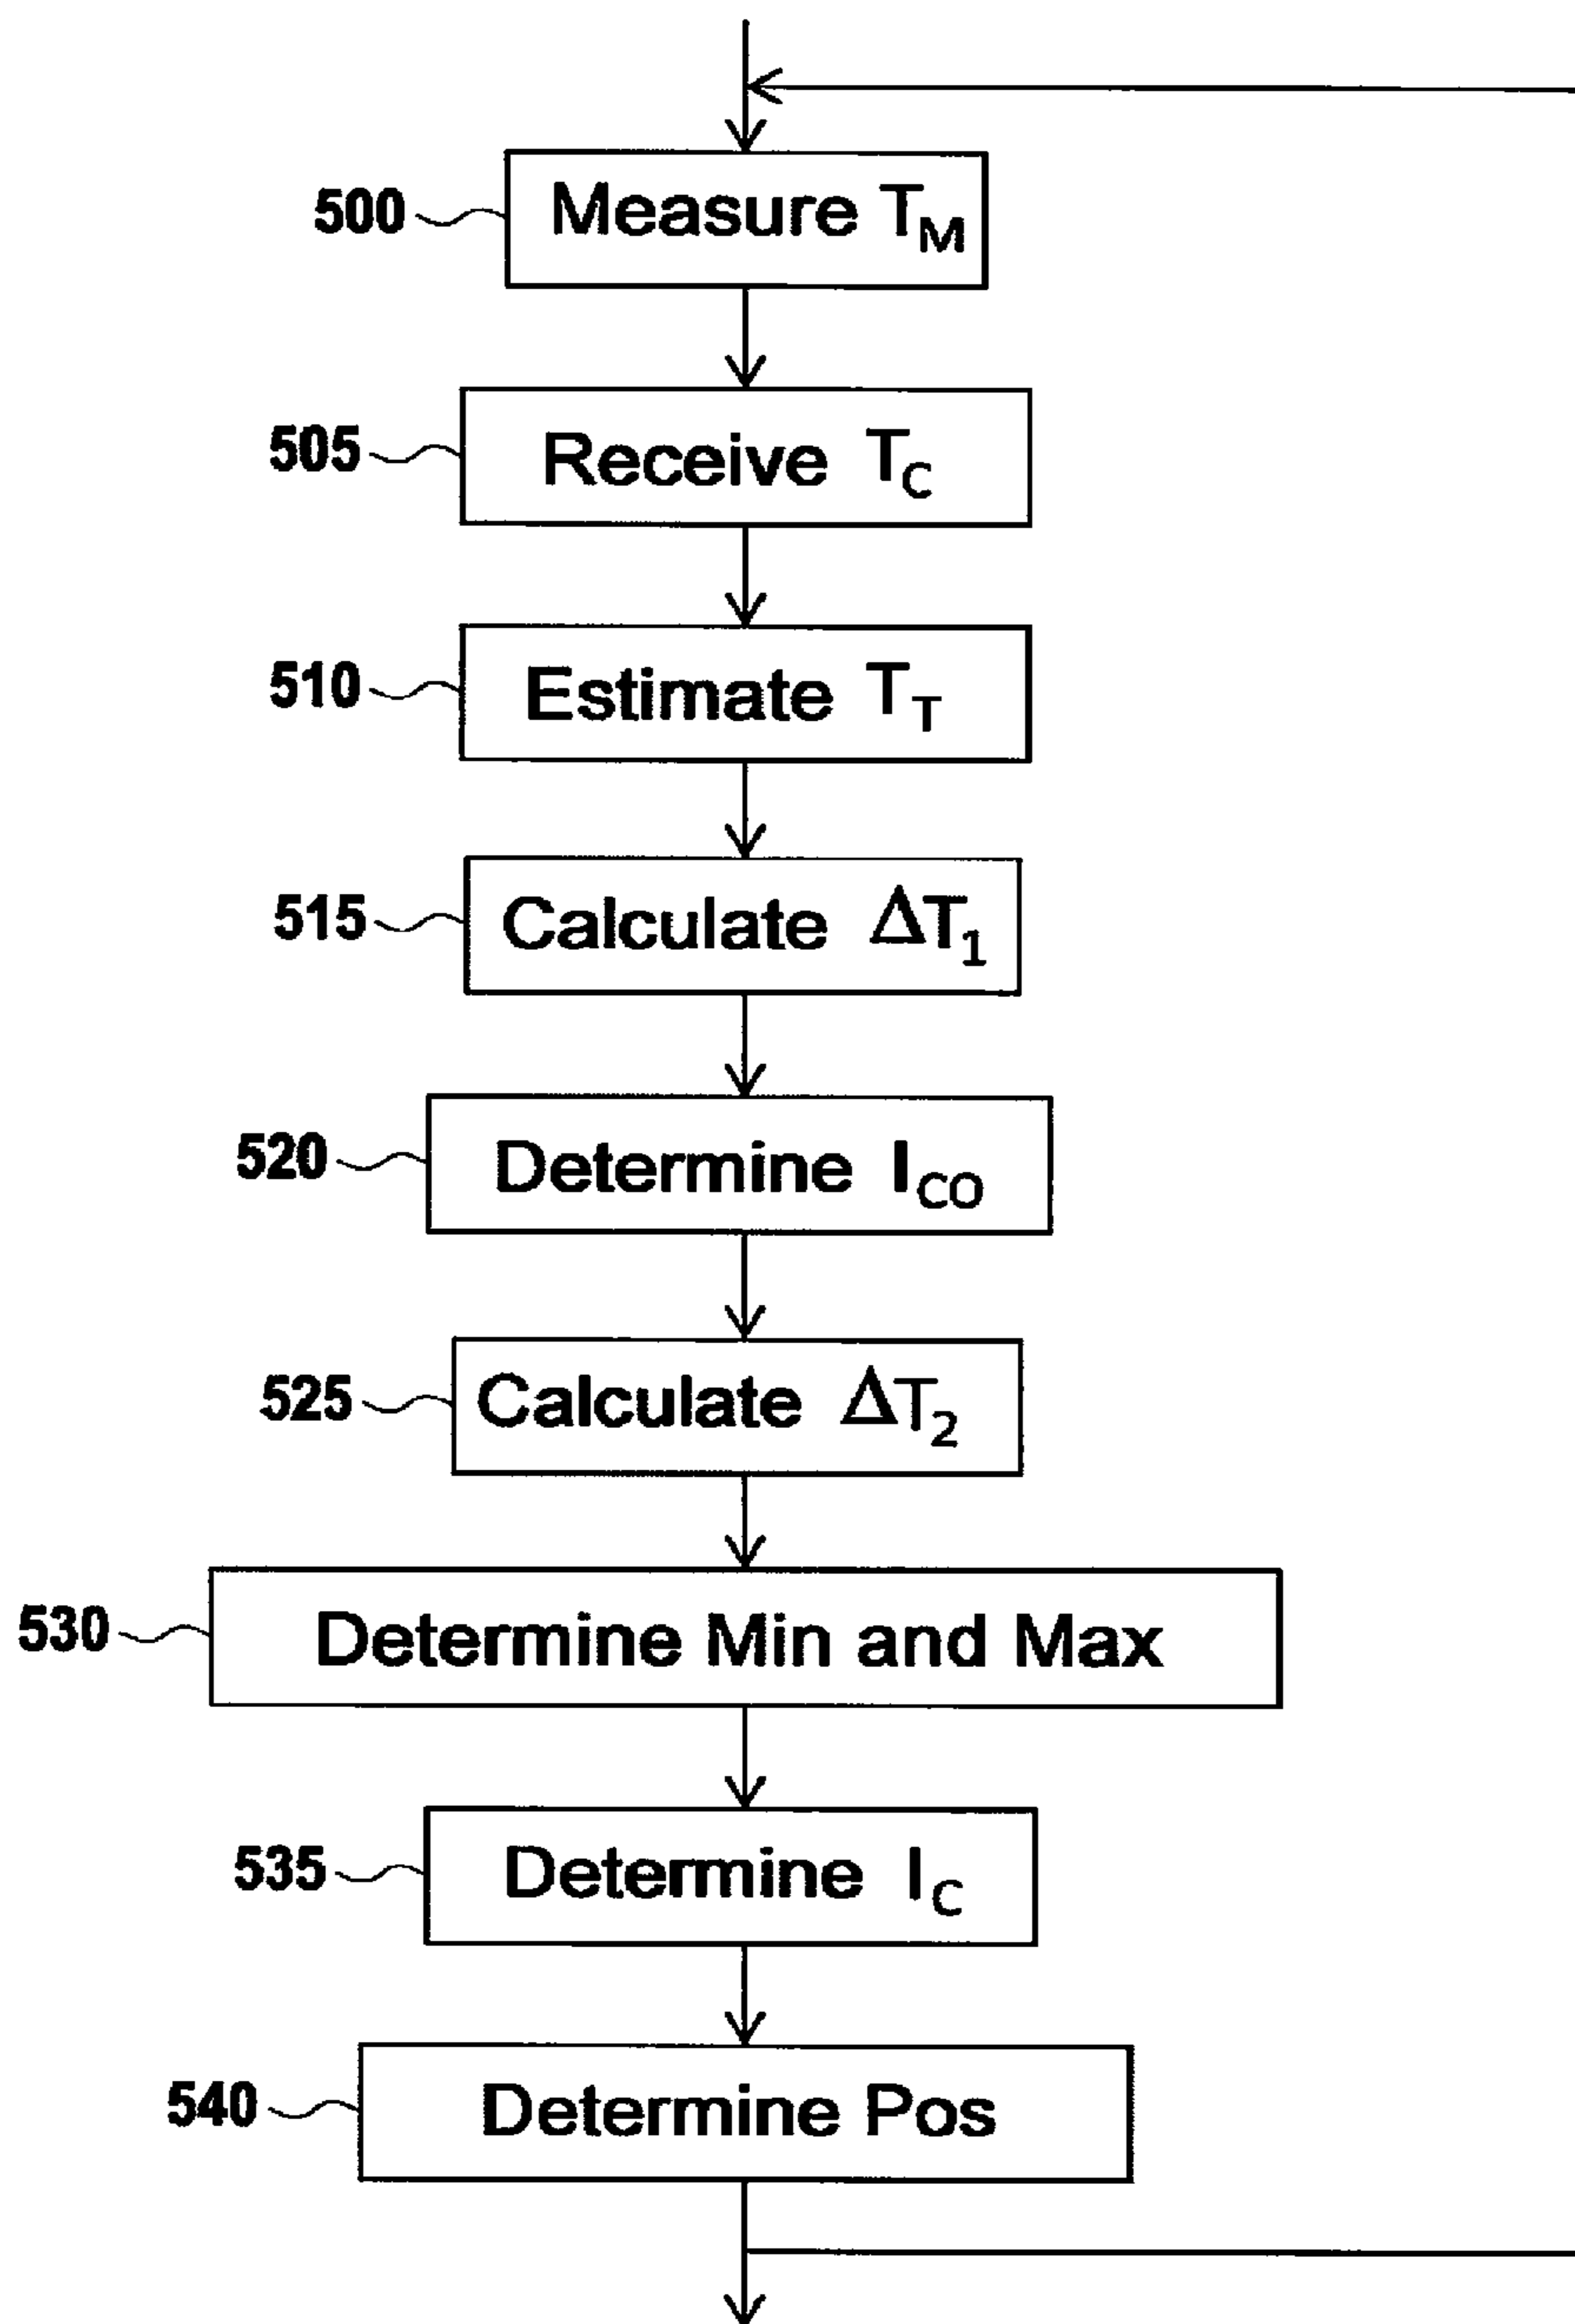 500 Measure T_M
505 Receive T_C
510 Estimate T_T
515 Calculate ΔT_1
520 Determine I_CO
525 Calculate ΔT_2
530 Determine Min and Max
535 Determine I_C
540 Determine Pos